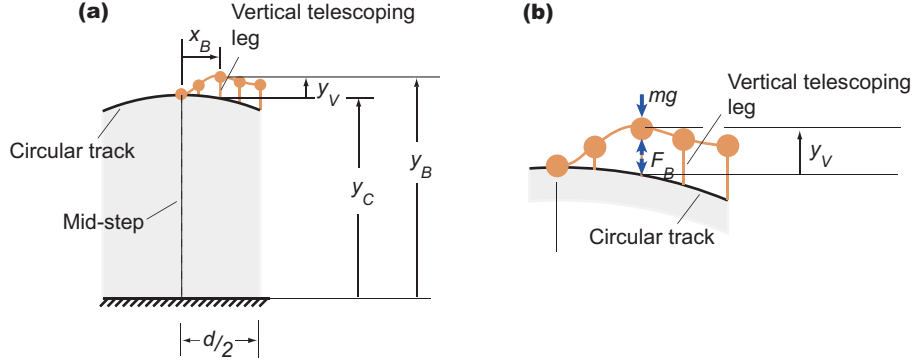 (a)
Vertical telescoping
leg
x_B
y_V
Circular track
y_B
y_C
Mid-step
d/2
(b)
mg
Vertical telescoping
leg
F_B
y_V
Circular track